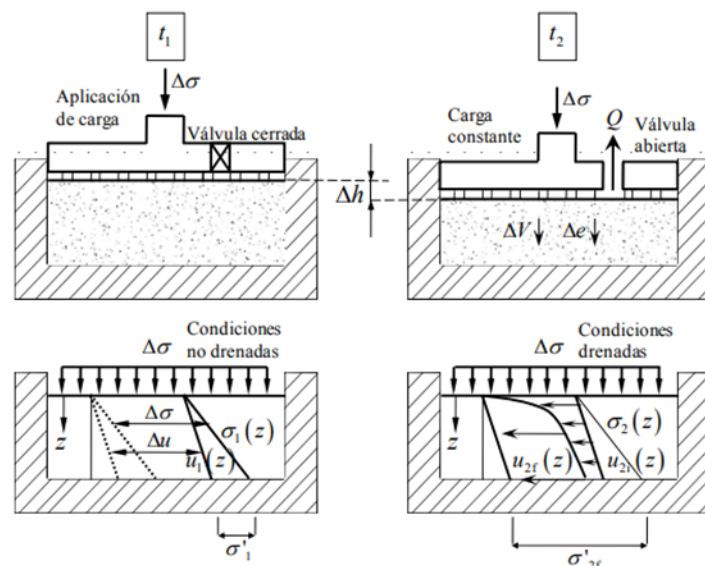 t₁
Δσ
Aplicación
de carga
Válvula cerrada
Δh
t₂
Δσ
Carga
constante
Q
Válvula
abierta
ΔV
Δe
Condiciones
no drenadas
Δσ
z
Δσ
Δu
σ₁(z)
u₁(z)
σ'₁
Condiciones
drenadas
Δσ
z
σ₂(z)
u₂f(z)
u₂i(z)
σ'₂f